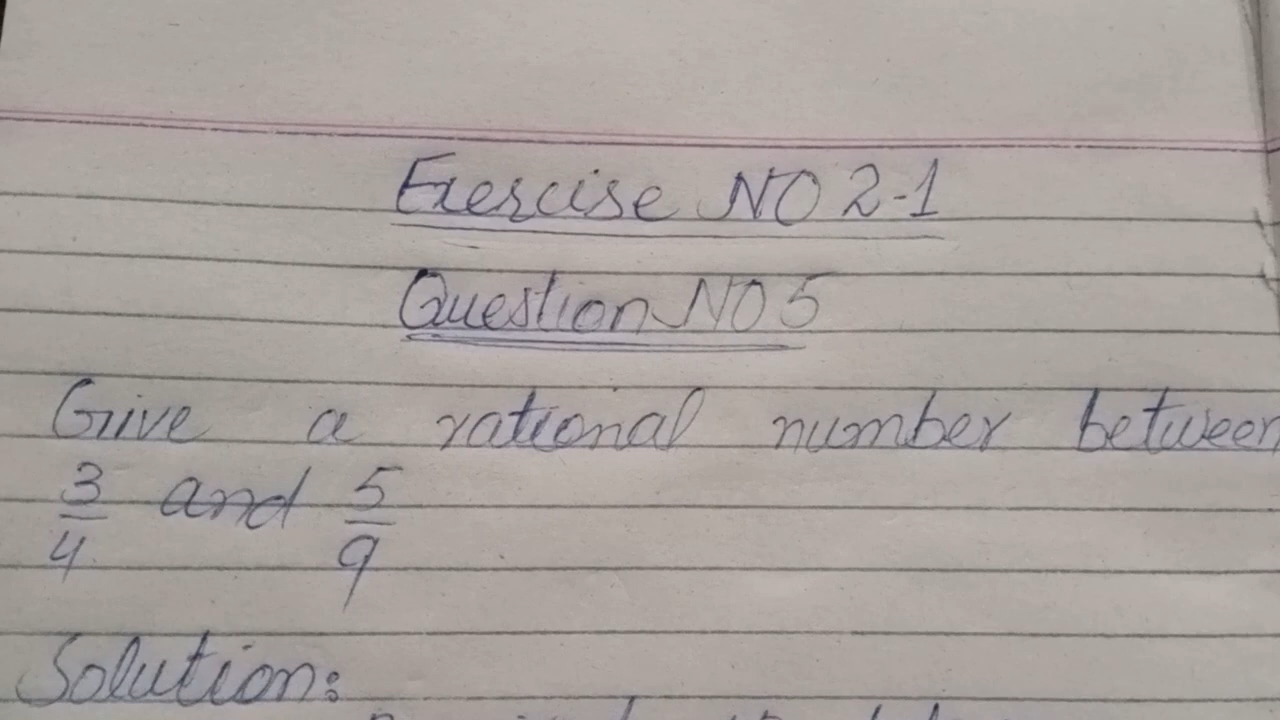 Exercise NO 2-1
Question NO 5
Give a rational number between
3/4 and 5/9
Solution: